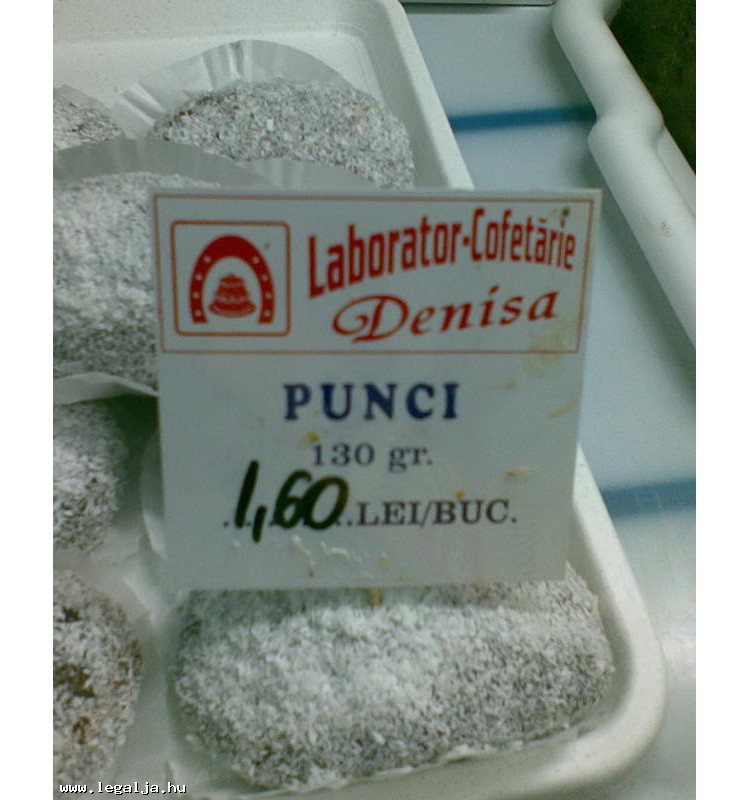 Laborator-Cofetărie
Denisa
PUNCI
130 gr.
1,60 LEI/BUC.
www.legalja.hu